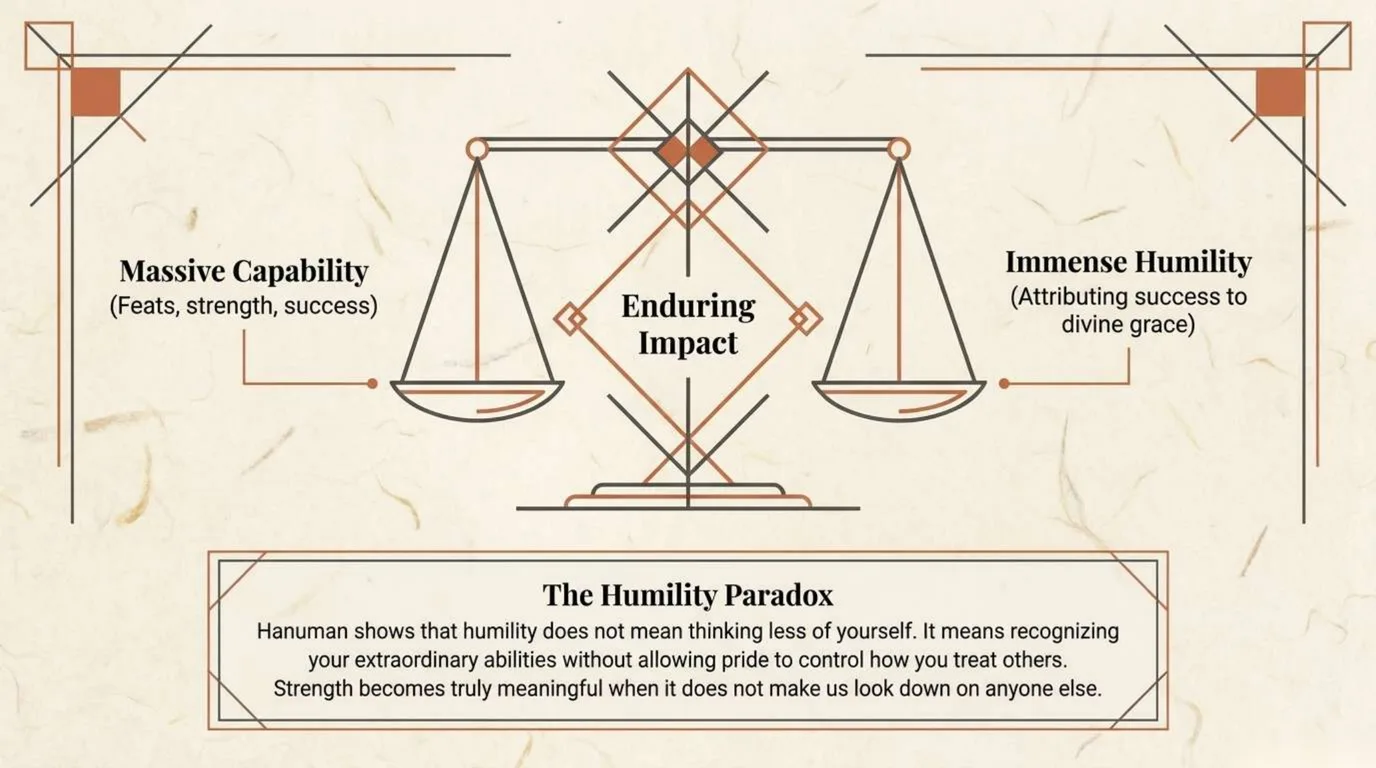 Massive Capability
(Feats, strength, success)
Enduring
Impact
Immense Humility
(Attributing success to
divine grace)
The Humility Paradox
Hanuman shows that humility does not mean thinking less of yourself. It means recognizing
your extraordinary abilities without allowing pride to control how you treat others.
Strength becomes truly meaningful when it does not make us look down on anyone else.